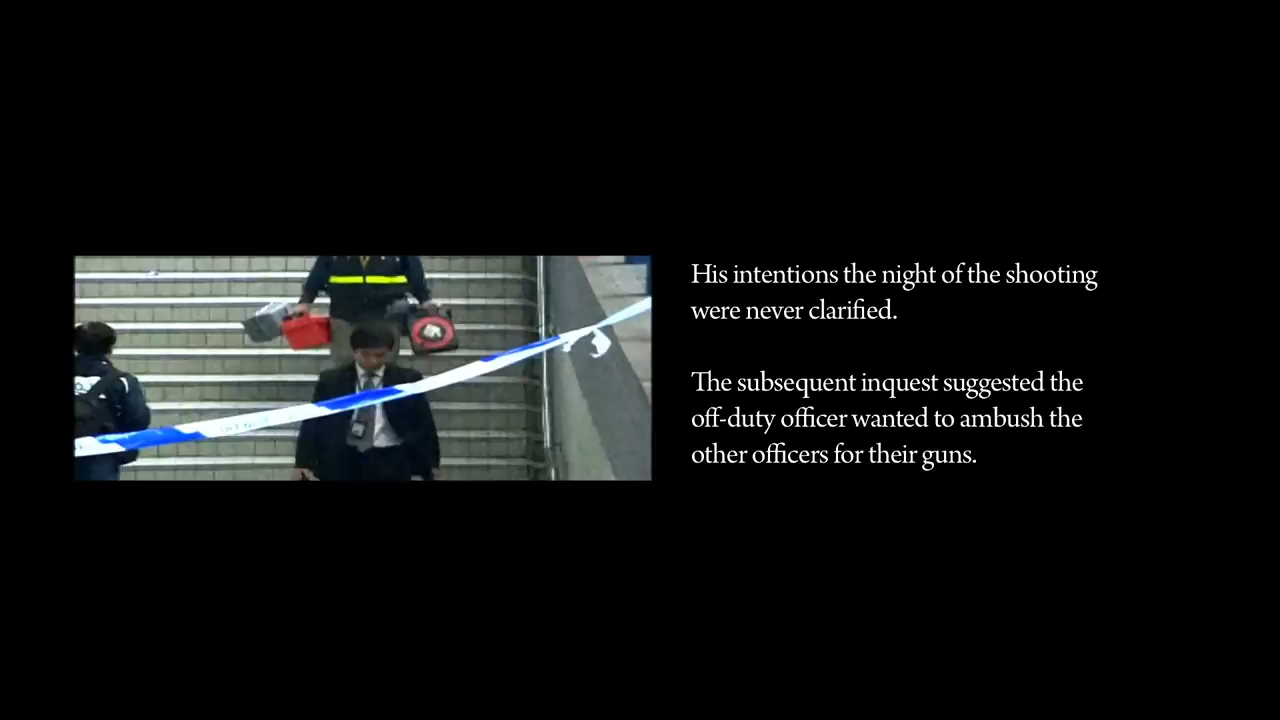 His intentions the night of the shooting
were never clarified.
The subsequent inquest suggested the
off-duty officer wanted to ambush the
other officers for their guns.